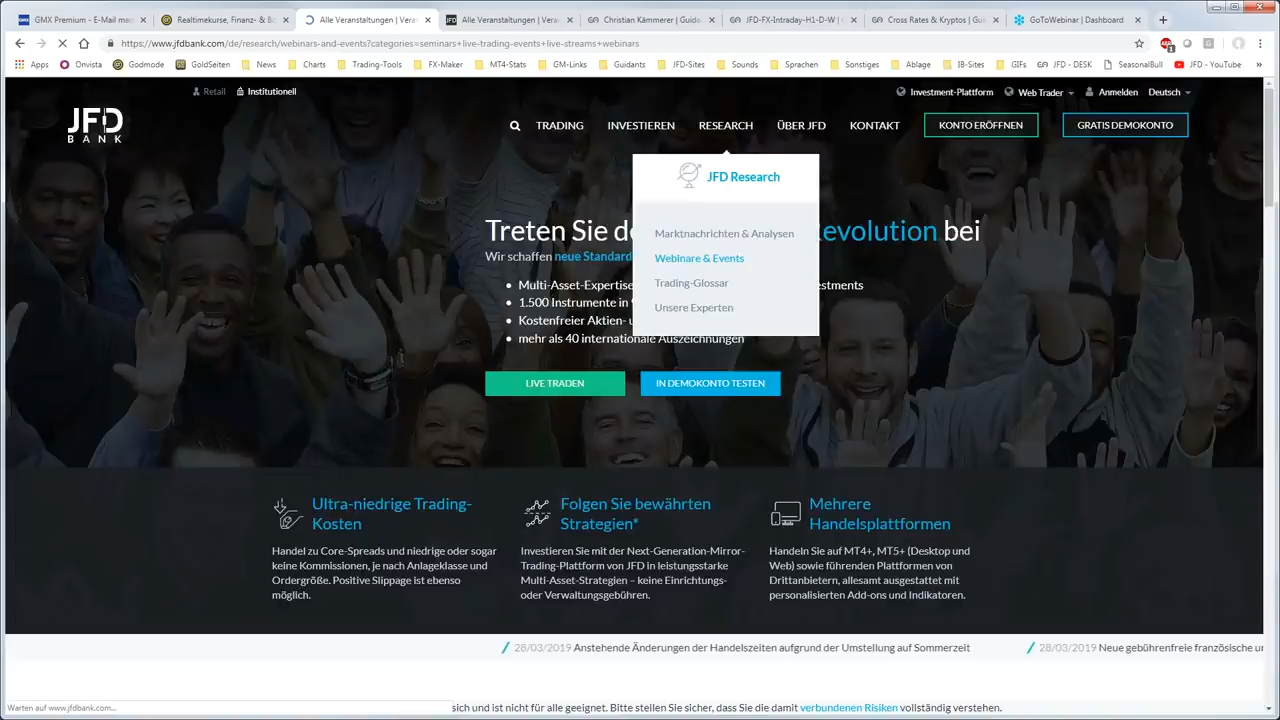 GMX Premium - E-Mail ma
Realtimekurse, Finanz- & B
Alle Veranstaltungen | Vera
Alle Veranstaltungen | Ver
Christian Kämmerer | Guida
JFD-FX-Intraday-H1-D-W | G
Cross Rates & Kryptos | Gui
GoToWebinar | Dashboard
https://www.jfdbank.com/de/research/webinars-and-events?categories=seminars+live-trading-events+live-streams+webinars
Apps
Onvista
Godmode
GoldSeiten
News
Charts
Trading-Tools
FX-Maker
MT4-Stats
GM-Links
Guidants
JFD-Sites
Sounds
Sprachen
Sonstiges
Ablage
IB-Sites
GIFs
JFD - DESK
SeasonalBull
JFD - YouTube
»
Retail
Institutionell
Investment-Plattform
Web Trader
Anmelden
Deutsch
JFD
BANK
TRADING
INVESTIEREN
RESEARCH
ÜBER JFD
KONTAKT
KONTO ERÖFFNEN
GRATIS DEMOKONTO
JFD Research
Marktnachrichten & Analysen
Webinare & Events
Trading-Glossar
Unsere Experten
Treten Sie de
evolution bei
Wir schaffen neue Standard
Multi-Asset-Expertise
stments
1.500 Instrumente in
Kostenfreier Aktien- u
mehr als 40 internationale Auszeichnungen
LIVE TRADEN
IN DEMOKONTO TESTEN
Ultra-niedrige Trading-
Kosten
Handel zu Core-Spreads und niedrige oder sogar
keine Kommissionen, je nach Anlageklasse und
Ordergröße. Positive Slippage ist ebenso
möglich.
Folgen Sie bewährten
Strategien*
Investieren Sie mit der Next-Generation-Mirror-
Trading-Plattform von JFD in leistungsstarke
Multi-Asset-Strategien – keine Einrichtungs-
oder Verwaltungsgebühren.
Mehrere
Handelsplattformen
Handeln Sie auf MT4+, MT5+ (Desktop und
Web) sowie führenden Plattformen von
Drittanbietern, allesamt ausgestattet mit
personalisierten Add-ons und Indikatoren.
28/03/2019 Anstehende Änderungen der Handelszeiten aufgrund der Umstellung auf Sommerzeit
28/03/2019 Neue gebührenfreie französische ur
Warten auf www.jfdbank.com...
sich und ist nicht für alle geeignet. Bitte stellen Sie sicher, dass Sie die damit verbundenen Risiken vollständig verstehen.